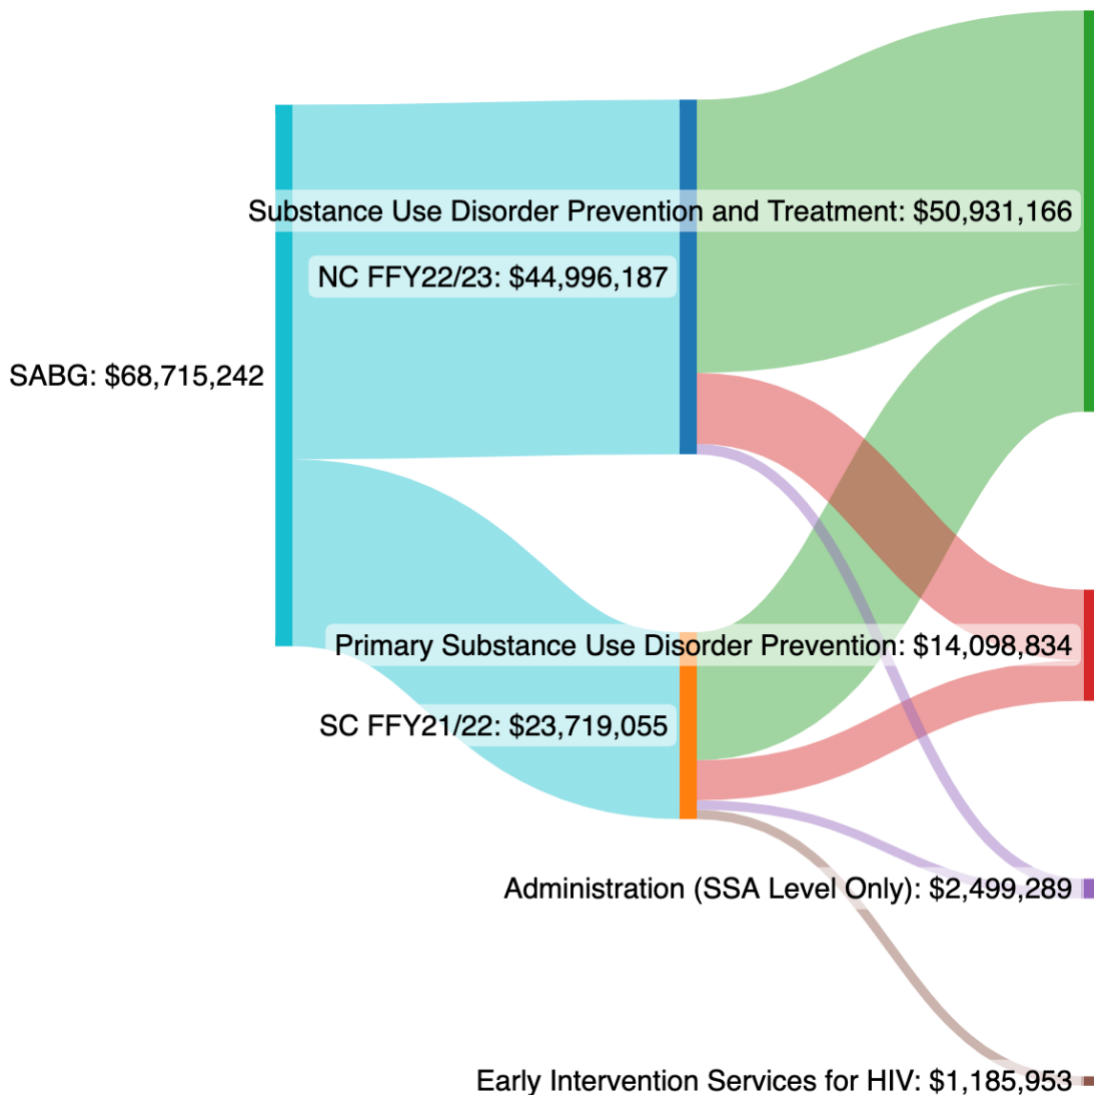 Substance Use Disorder Prevention and Treatment: $50,931,166
NC FFY22/23: $44,996,187
SABG: $68,715,242
Primary Substance Use Disorder Prevention: $14,098,834
SC FFY21/22: $23,719,055
Administration (SSA Level Only): $2,499,289
Early Intervention Services for HIV: $1,185,953